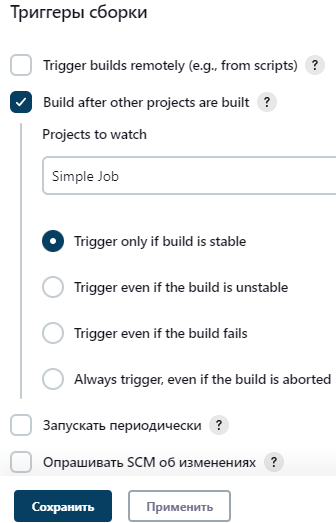 Триггеры сборки
Trigger builds remotely (e.g., from scripts) ?
Build after other projects are built ?
Projects to watch
Simple Job
Trigger only if build is stable
Trigger even if the build is unstable
Trigger even if the build fails
Always trigger, even if the build is aborted
Запускать периодически ?
Опрашивать SCM об изменениях ?
Сохранить Применить